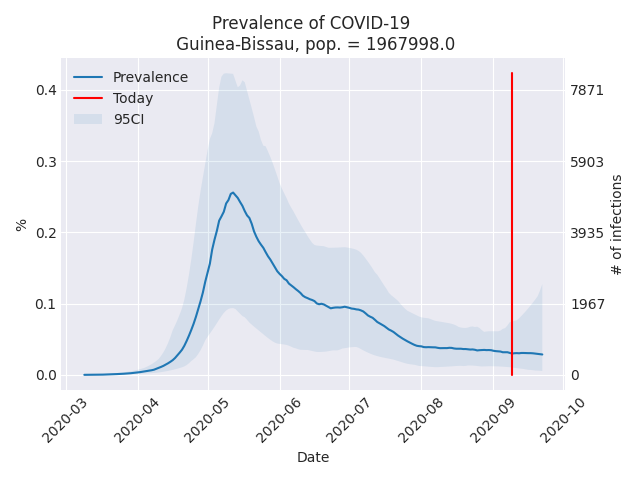 Prevalence of COVID-19
Guinea-Bissau, pop. = 1967998.0
Prevalence
Today
95CI
%
0.4
0.3
0.2
0.1
0.0
7871
5903
3935
1967
0
# of infections
2020-03
2020-04
2020-05
2020-06
2020-07
2020-08
2020-09
2020-10
Date